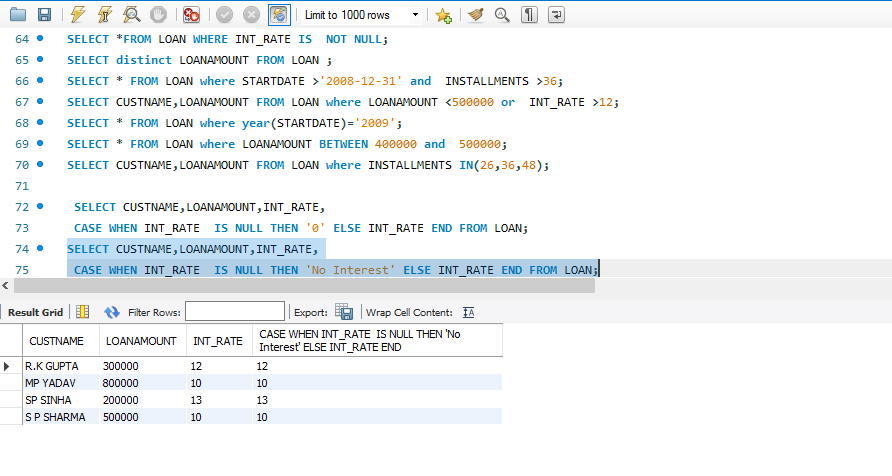 Limit to 1000 rows
64 SELECT *FROM LOAN WHERE INT_RATE IS  NOT NULL;
65 SELECT distinct LOANAMOUNT FROM LOAN ;
66 SELECT * FROM LOAN where STARTDATE >'2008-12-31' and  INSTALLMENTS >36;
67 SELECT CUSTNAME,LOANAMOUNT FROM LOAN where LOANAMOUNT <500000 or  INT_RATE >12;
68 SELECT * FROM LOAN where year(STARTDATE)='2009';
69 SELECT * FROM LOAN where LOANAMOUNT BETWEEN 400000 and  500000;
70 SELECT CUSTNAME,LOANAMOUNT FROM LOAN where INSTALLMENTS IN(26,36,48);
71
72 SELECT CUSTNAME,LOANAMOUNT,INT_RATE,
73 CASE WHEN INT_RATE  IS NULL THEN '0' ELSE INT_RATE END FROM LOAN;
74 SELECT CUSTNAME,LOANAMOUNT,INT_RATE,
75 CASE WHEN INT_RATE  IS NULL THEN 'No Interest' ELSE INT_RATE END FROM LOAN;
Result Grid Filter Rows: Export: Wrap Cell Content:
CUSTNAME LOANAMOUNT INT_RATE CASE WHEN INT_RATE  IS NULL THEN 'No
Interest' ELSE INT_RATE END
R.K GUPTA 300000 12 12
MP YADAV 800000 10 10
SP SINHA 200000 13 13
S P SHARMA 500000 10 10